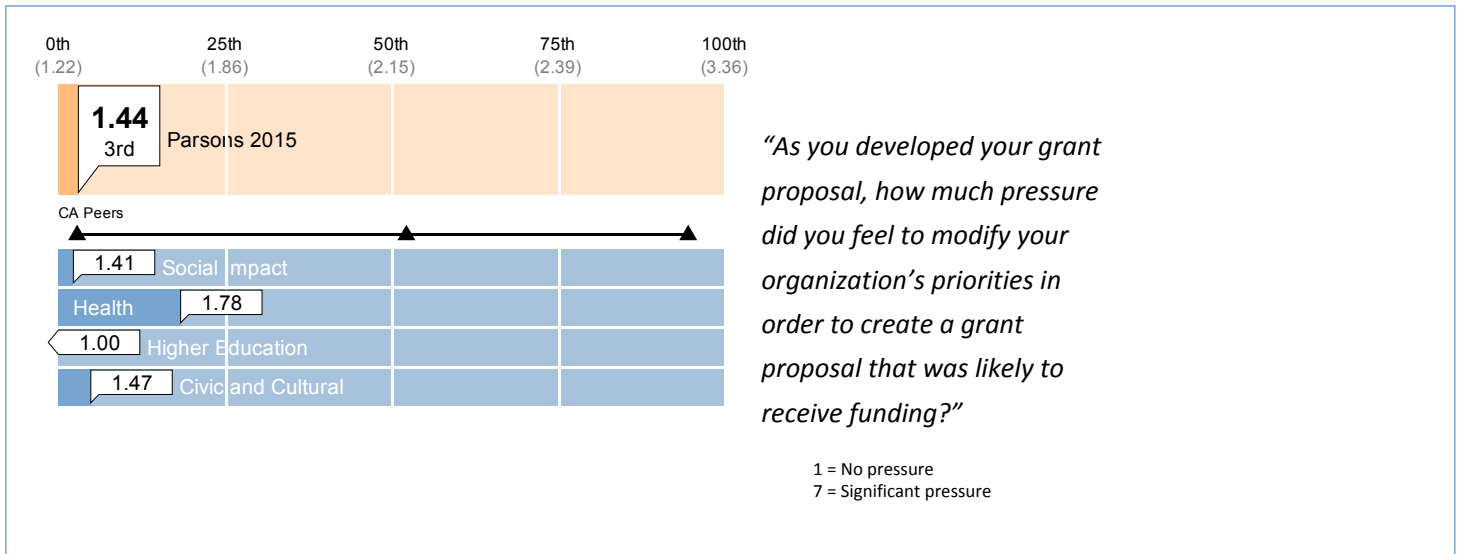 0th 25th 50th 75th 100th
(1.22) (1.86) (2.15) (2.39) (3.36)
1.44
3rd
Parsons 2015
CA Peers
1.41 Social Impact
Health 1.78
1.00 Higher Education
1.47 Civic and Cultural
“As you developed your grant
proposal, how much pressure
did you feel to modify your
organization’s priorities in
order to create a grant
proposal that was likely to
receive funding?”
1 = No pressure
7 = Significant pressure